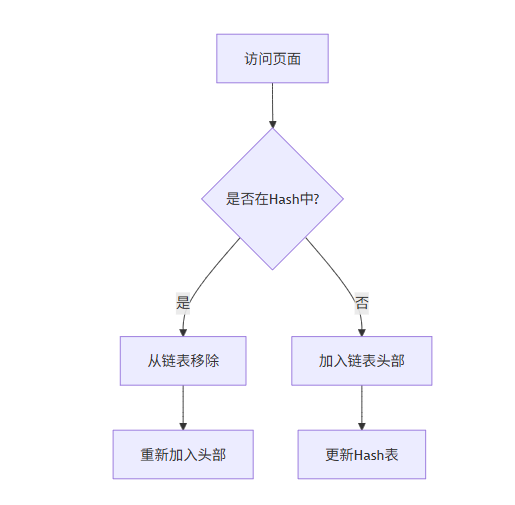 访问页面
是否在Hash中?
是
否
从链表移除
加入链表头部
重新加入头部
更新Hash表